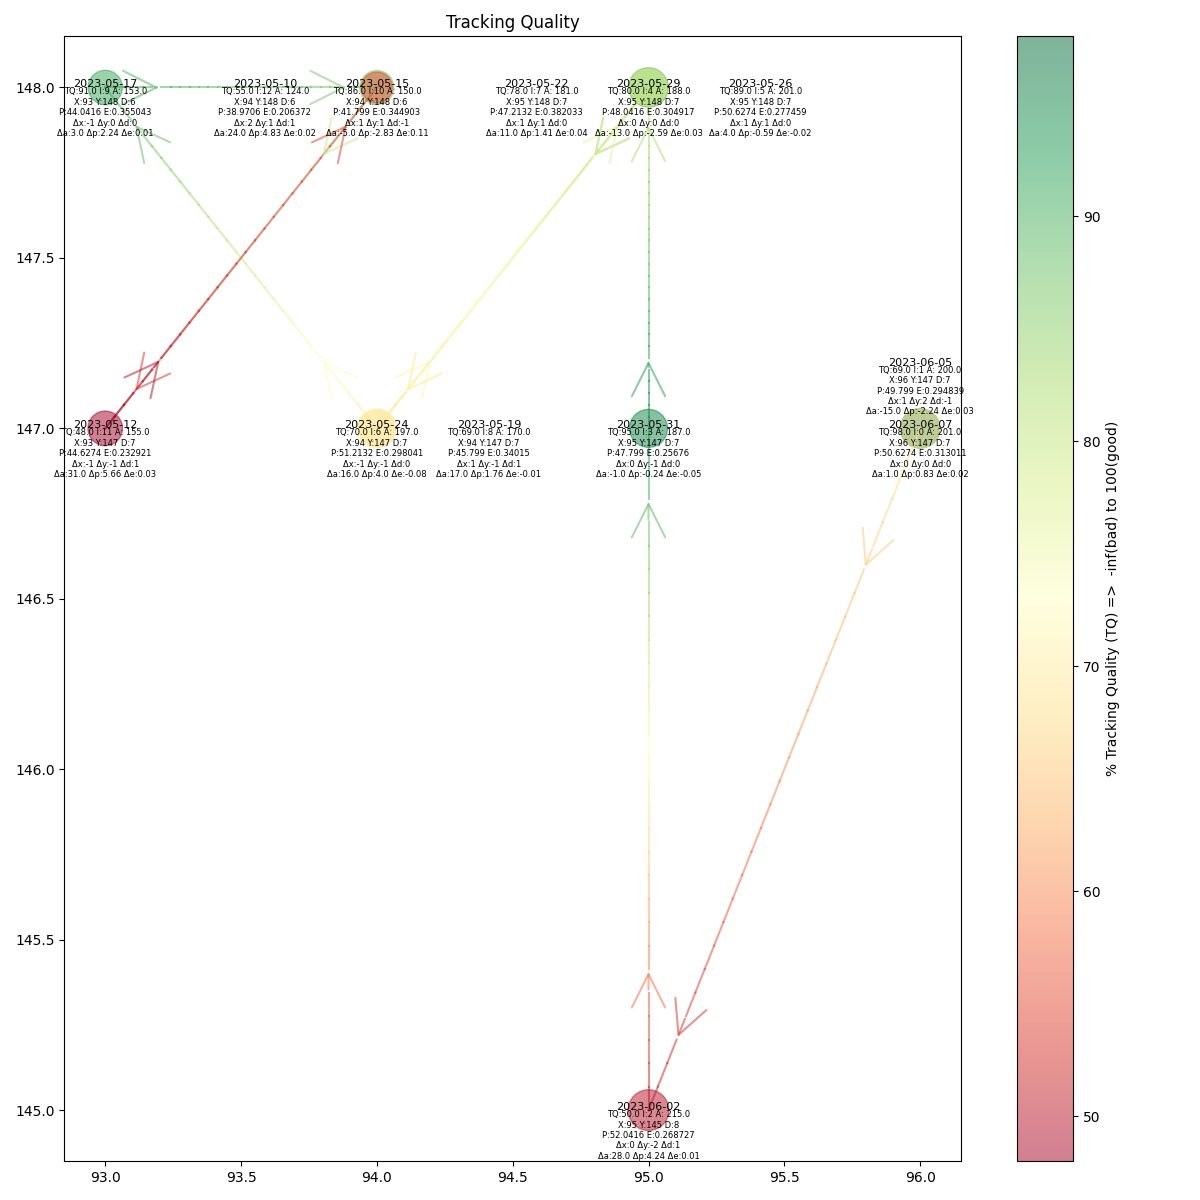 Tracking Quality
148.0
147.5
147.0
146.5
146.0
145.5
145.0
93.0
93.5
94.0
94.5
95.0
95.5
96.0
2023-05-17
TQ:91.0 I:9 A: 153.0
X:93 Y:148 D:6
P:44.0416 E:0.355043
Δx:-1 Δy:0 Δd:0
Δa:3.0 Δp:2.24 Δe:0.01
2023-05-10
TQ:55.0 I:12 A: 124.0
X:94 Y:148 D:6
P:38.9706 E:0.206372
Δx:2 Δy:1 Δd:1
Δa:24.0 Δp:4.83 Δe:0.02
2023-05-15
TQ:86.0 I:10 A: 150.0
X:94 Y:148 D:6
P:41.799 E:0.344903
Δx:1 Δy:1 Δd:-1
Δa:-5.0 Δp:-2.83 Δe:0.11
2023-05-22
TQ:78.0 I:7 A: 181.0
X:95 Y:148 D:7
P:47.2132 E:0.382033
Δx:1 Δy:1 Δd:0
Δa:11.0 Δp:1.41 Δe:0.04
2023-05-29
TQ:80.0 I:4 A: 188.0
X:95 Y:148 D:7
P:48.0416 E:0.304917
Δx:0 Δy:0 Δd:0
Δa:-13.0 Δp:-2.59 Δe:0.03
2023-05-26
TQ:89.0 I:5 A: 201.0
X:95 Y:148 D:7
P:50.6274 E:0.277459
Δx:1 Δy:1 Δd:0
Δa:4.0 Δp:-0.59 Δe:-0.02
2023-05-12
TQ:48.0 I:11 A: 155.0
X:93 Y:147 D:7
P:44.6274 E:0.232921
Δx:-1 Δy:-1 Δd:1
Δa:31.0 Δp:5.66 Δe:0.03
2023-05-24
TQ:70.0 I:6 A: 197.0
X:94 Y:147 D:7
P:51.2132 E:0.298041
Δx:-1 Δy:-1 Δd:0
Δa:16.0 Δp:4.0 Δe:-0.08
2023-05-19
TQ:69.0 I:8 A: 170.0
X:94 Y:147 D:7
P:45.799 E:0.34015
Δx:1 Δy:-1 Δd:1
Δa:17.0 Δp:1.76 Δe:-0.01
2023-05-31
TQ:95.0 I:3 A: 187.0
X:95 Y:147 D:7
P:47.799 E:0.25676
Δx:0 Δy:-1 Δd:0
Δa:-1.0 Δp:-0.24 Δe:-0.05
2023-06-05
TQ:69.0 I:1 A: 200.0
X:96 Y:147 D:7
P:49.799 E:0.294839
Δx:1 Δy:2 Δd:-1
Δa:-15.0 Δp:-2.24 Δe:0.03
2023-06-07
TQ:98.0 I:0 A: 201.0
X:96 Y:147 D:7
P:50.6274 E:0.313011
Δx:0 Δy:0 Δd:0
Δa:1.0 Δp:0.83 Δe:0.02
2023-06-02
TQ:50.0 I:2 A: 215.0
X:95 Y:145 D:8
P:52.0416 E:0.268727
Δx:0 Δy:-2 Δd:1
Δa:28.0 Δp:4.24 Δe:0.01
90
80
70
60
50
% Tracking Quality (TQ) =>  -inf(bad) to 100(good)